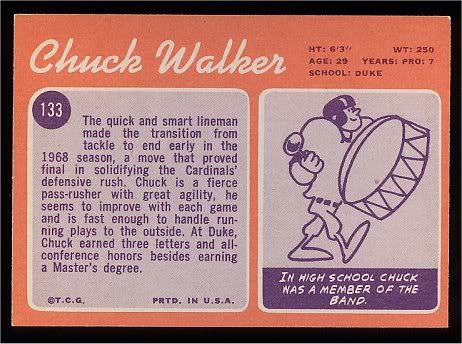 Chuck Walker
HT: 6'3" WT: 250
AGE: 29 YEARS: PRO: 7
SCHOOL: DUKE
133
The quick and smart lineman
made the transition from
tackle to end early in the
1968 season, a move that proved
final in solidifying the Cardinals'
defensive rush. Chuck is a fierce
pass-rusher with great agility, he
seems to improve with each game
and is fast enough to handle run-
ning plays to the outside. At Duke,
Chuck earned three letters and all-
conference honors besides earning
a Master's degree.
©T.C.G. PRTD. IN U.S.A.
IN HIGH SCHOOL CHUCK
WAS A MEMBER OF THE
BAND.